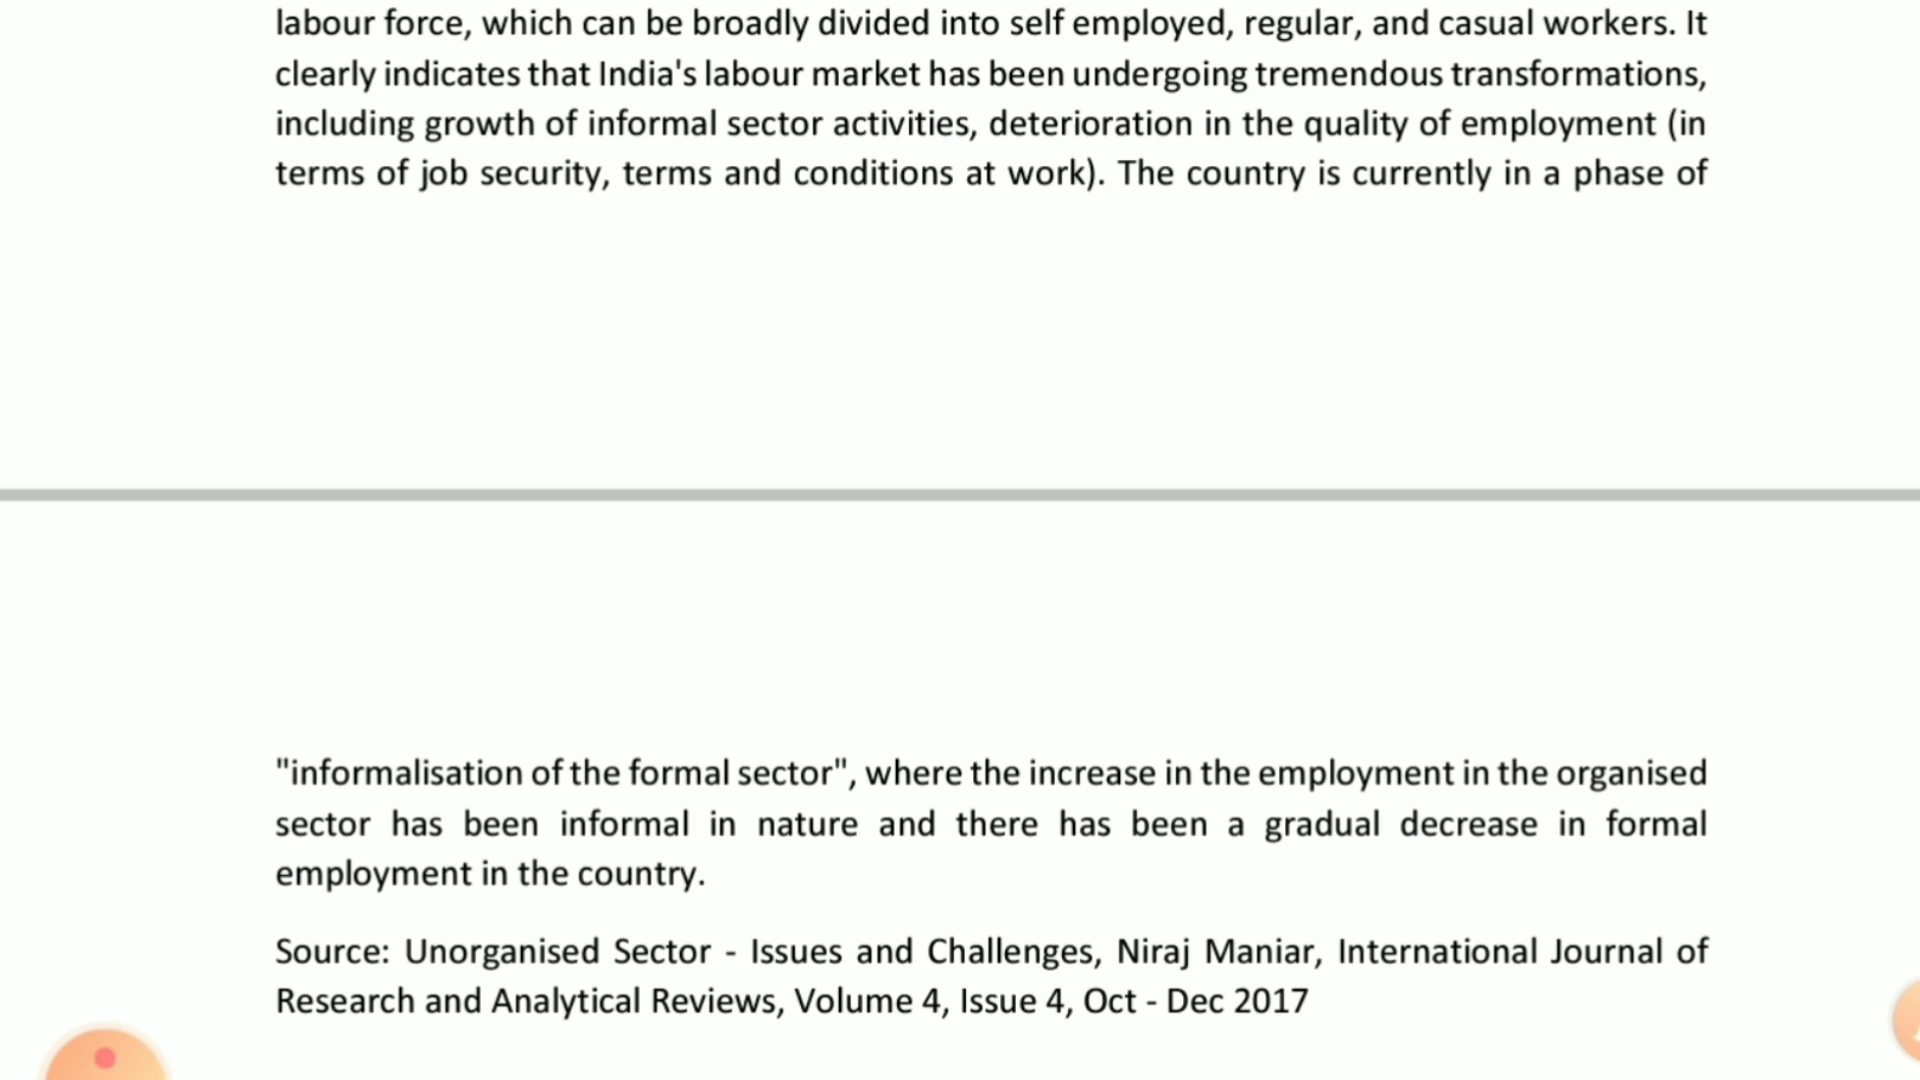 labour force, which can be broadly divided into self employed, regular, and casual workers. It
clearly indicates that India's labour market has been undergoing tremendous transformations,
including growth of informal sector activities, deterioration in the quality of employment (in
terms of job security, terms and conditions at work). The country is currently in a phase of
"informalisation of the formal sector", where the increase in the employment in the organised
sector has been informal in nature and there has been a gradual decrease in formal
employment in the country.
Source: Unorganised Sector - Issues and Challenges, Niraj Maniar, International Journal of
Research and Analytical Reviews, Volume 4, Issue 4, Oct - Dec 2017